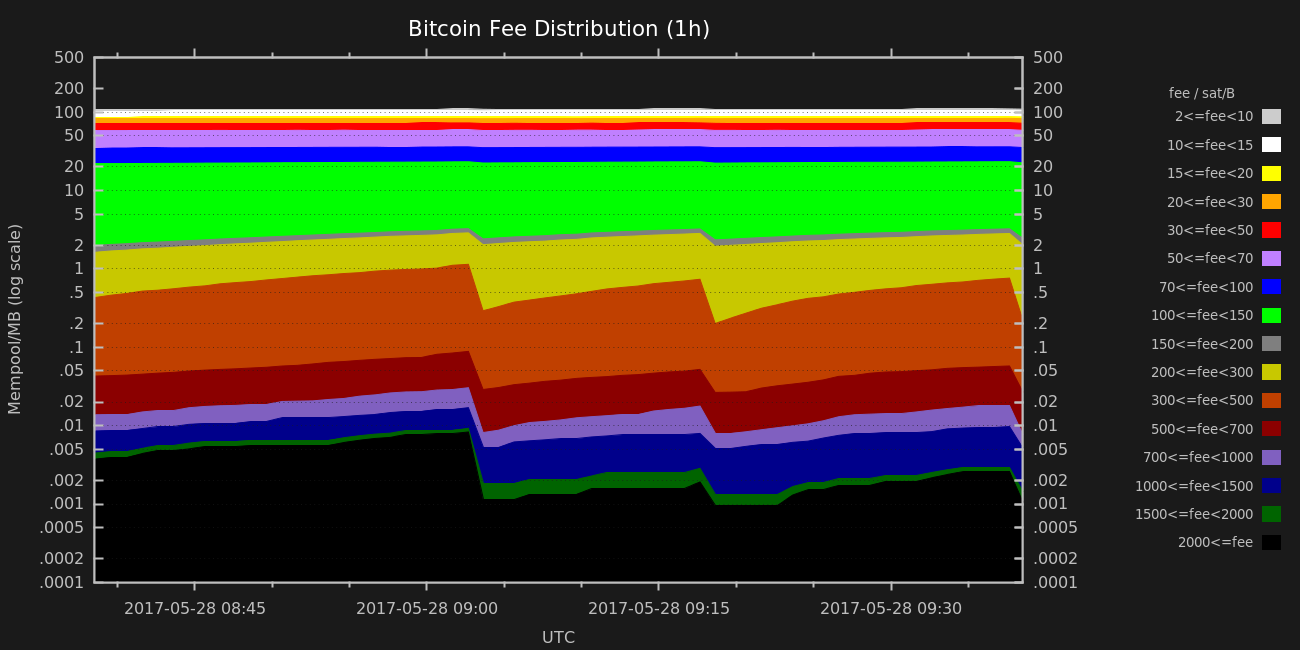 Bitcoin Fee Distribution (1h)
500
200
100
50
20
10
5
2
1
.5
.2
.1
.05
.02
.01
.005
.002
.001
.0005
.0002
.0001
Mempool/MB (log scale)
500
200
100
50
20
10
5
2
1
.5
.2
.1
.05
.02
.01
.005
.002
.001
.0005
.0002
.0001
2017-05-28 08:45
2017-05-28 09:00
2017-05-28 09:15
2017-05-28 09:30
UTC
fee / sat/B
2<=fee<10
10<=fee<15
15<=fee<20
20<=fee<30
30<=fee<50
50<=fee<70
70<=fee<100
100<=fee<150
150<=fee<200
200<=fee<300
300<=fee<500
500<=fee<700
700<=fee<1000
1000<=fee<1500
1500<=fee<2000
2000<=fee